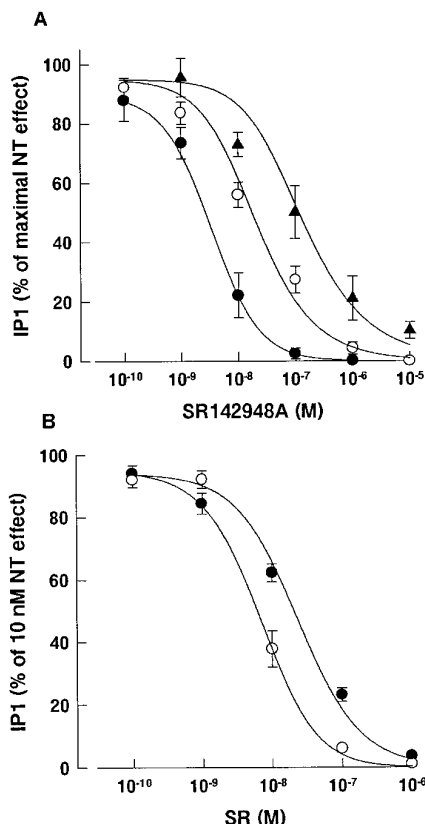 A
IP1 (% of maximal NT effect)
100
80
60
40
20
0
10⁻¹⁰ 10⁻⁹ 10⁻⁸ 10⁻⁷ 10⁻⁶ 10⁻⁵
SR142948A (M)
B
IP1 (% of 10 nM NT effect)
100
80
60
40
20
0
10⁻¹⁰ 10⁻⁹ 10⁻⁸ 10⁻⁷ 10⁻⁶
SR (M)